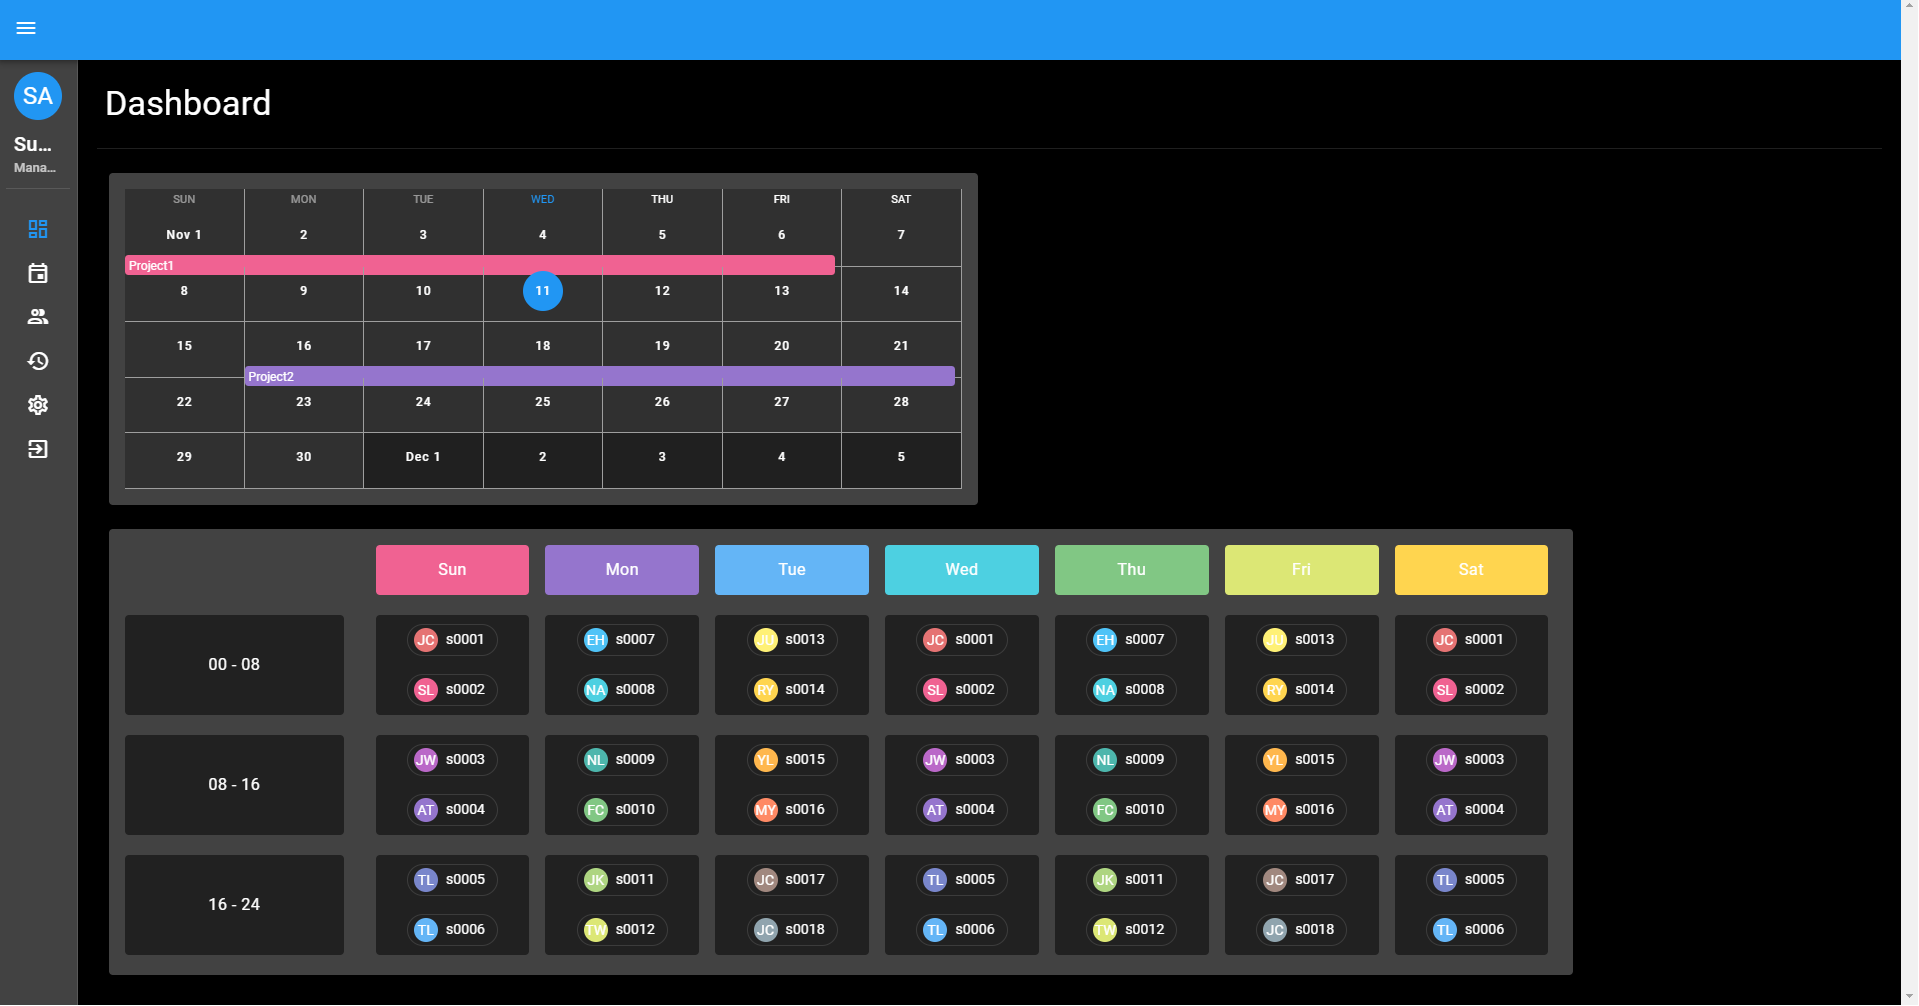 SA
Su...
Mana...
Dashboard
SUN MON TUE WED THU FRI SAT
Nov 1 2 3 4 5 6 7
Project1
8 9 10 11 12 13 14
15 16 17 18 19 20 21
Project2
22 23 24 25 26 27 28
29 30 Dec 1 2 3 4 5
Sun Mon Tue Wed Thu Fri Sat
JC s0001 EH s0007 JU s0013 JC s0001 EH s0007 JU s0013 JC s0001
00 - 08
SL s0002 NA s0008 RY s0014 SL s0002 NA s0008 RY s0014 SL s0002
JW s0003 NL s0009 YL s0015 JW s0003 NL s0009 YL s0015 JW s0003
08 - 16
AT s0004 FC s0010 MY s0016 AT s0004 FC s0010 MY s0016 AT s0004
TL s0005 JK s0011 JC s0017 TL s0005 JK s0011 JC s0017 TL s0005
16 - 24
TL s0006 TW s0012 JC s0018 TL s0006 TW s0012 JC s0018 TL s0006